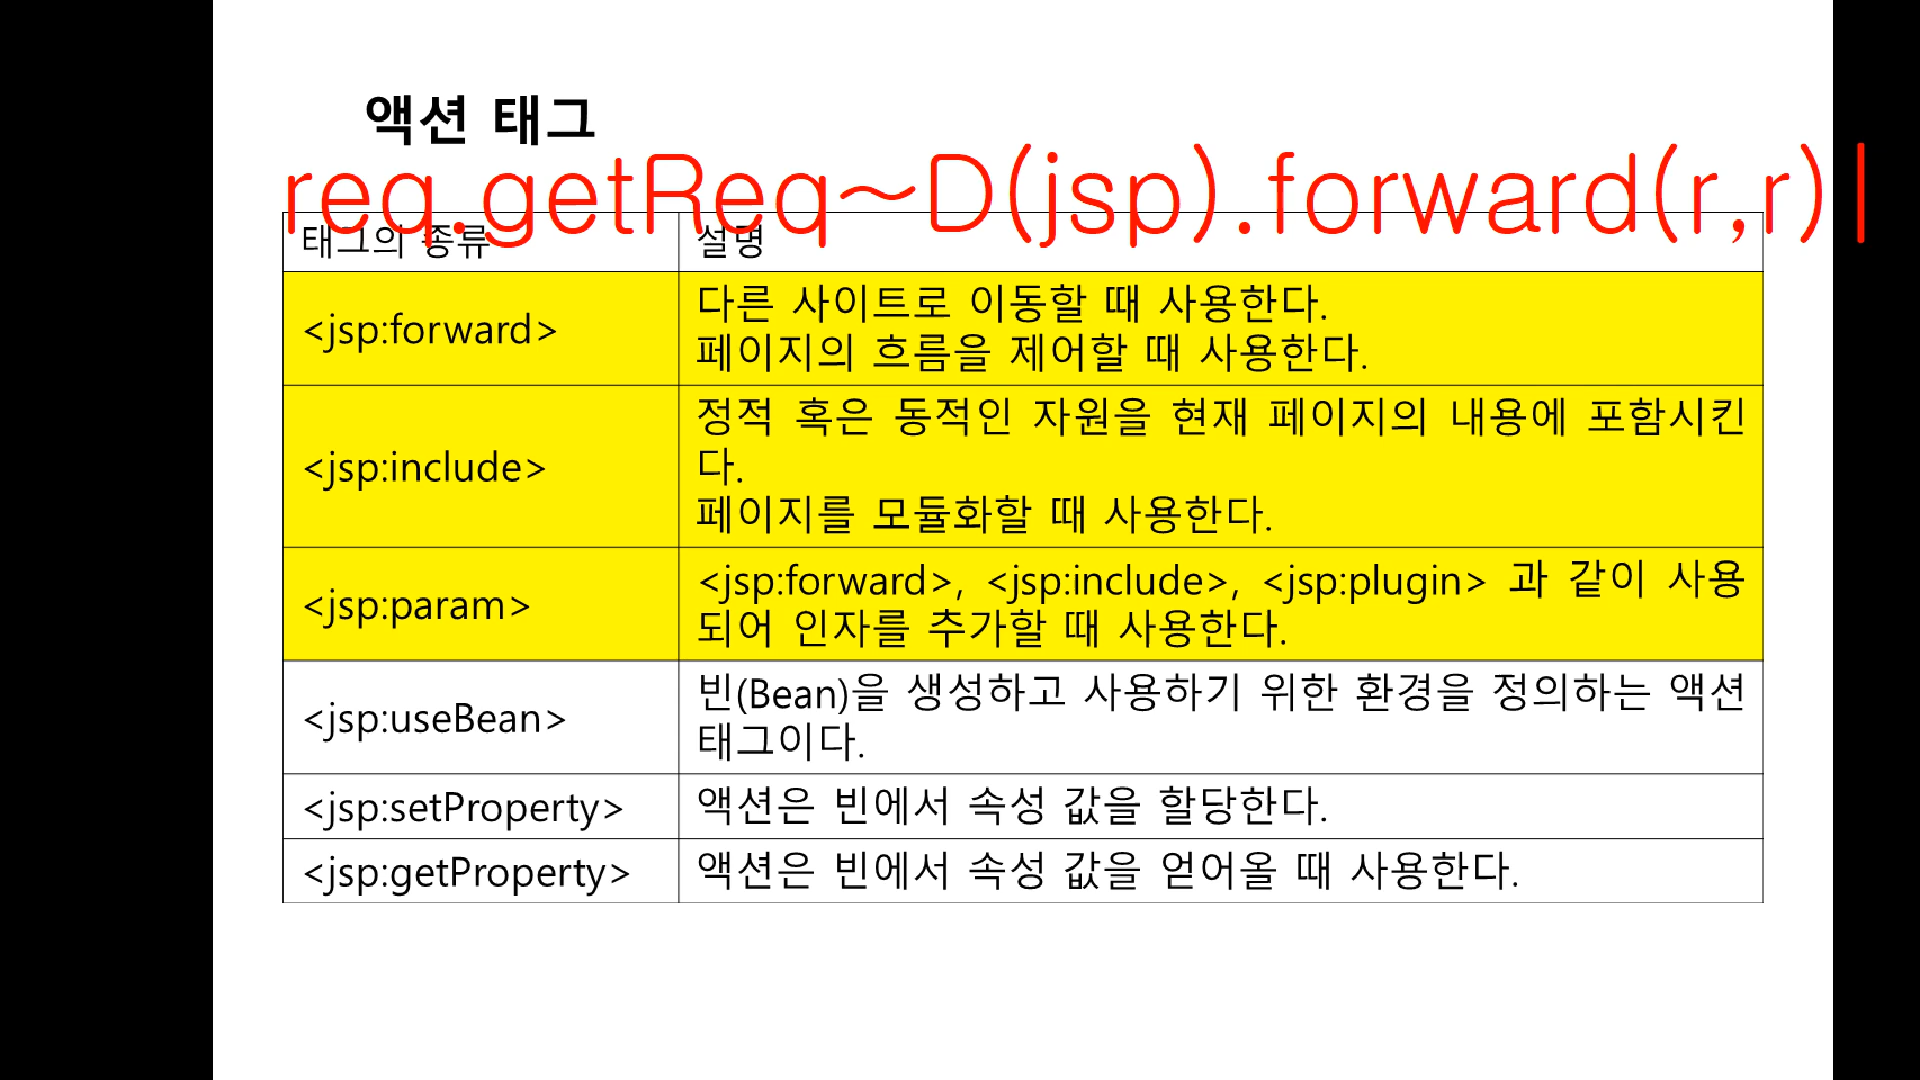 액션 태그
req.getReq~D(jsp).forward(r,r)|
태그의 종류
설명
<jsp:forward>
다른 사이트로 이동할 때 사용한다.
페이지의 흐름을 제어할 때 사용한다.
<jsp:include>
정적 혹은 동적인 자원을 현재 페이지의 내용에 포함시킨
다.
페이지를 모듈화할 때 사용한다.
<jsp:param>
<jsp:forward>, <jsp:include>, <jsp:plugin> 과 같이 사용
되어 인자를 추가할 때 사용한다.
<jsp:useBean>
빈(Bean)을 생성하고 사용하기 위한 환경을 정의하는 액션
태그이다.
<jsp:setProperty>
액션은 빈에서 속성 값을 할당한다.
<jsp:getProperty>
액션은 빈에서 속성 값을 얻어올 때 사용한다.